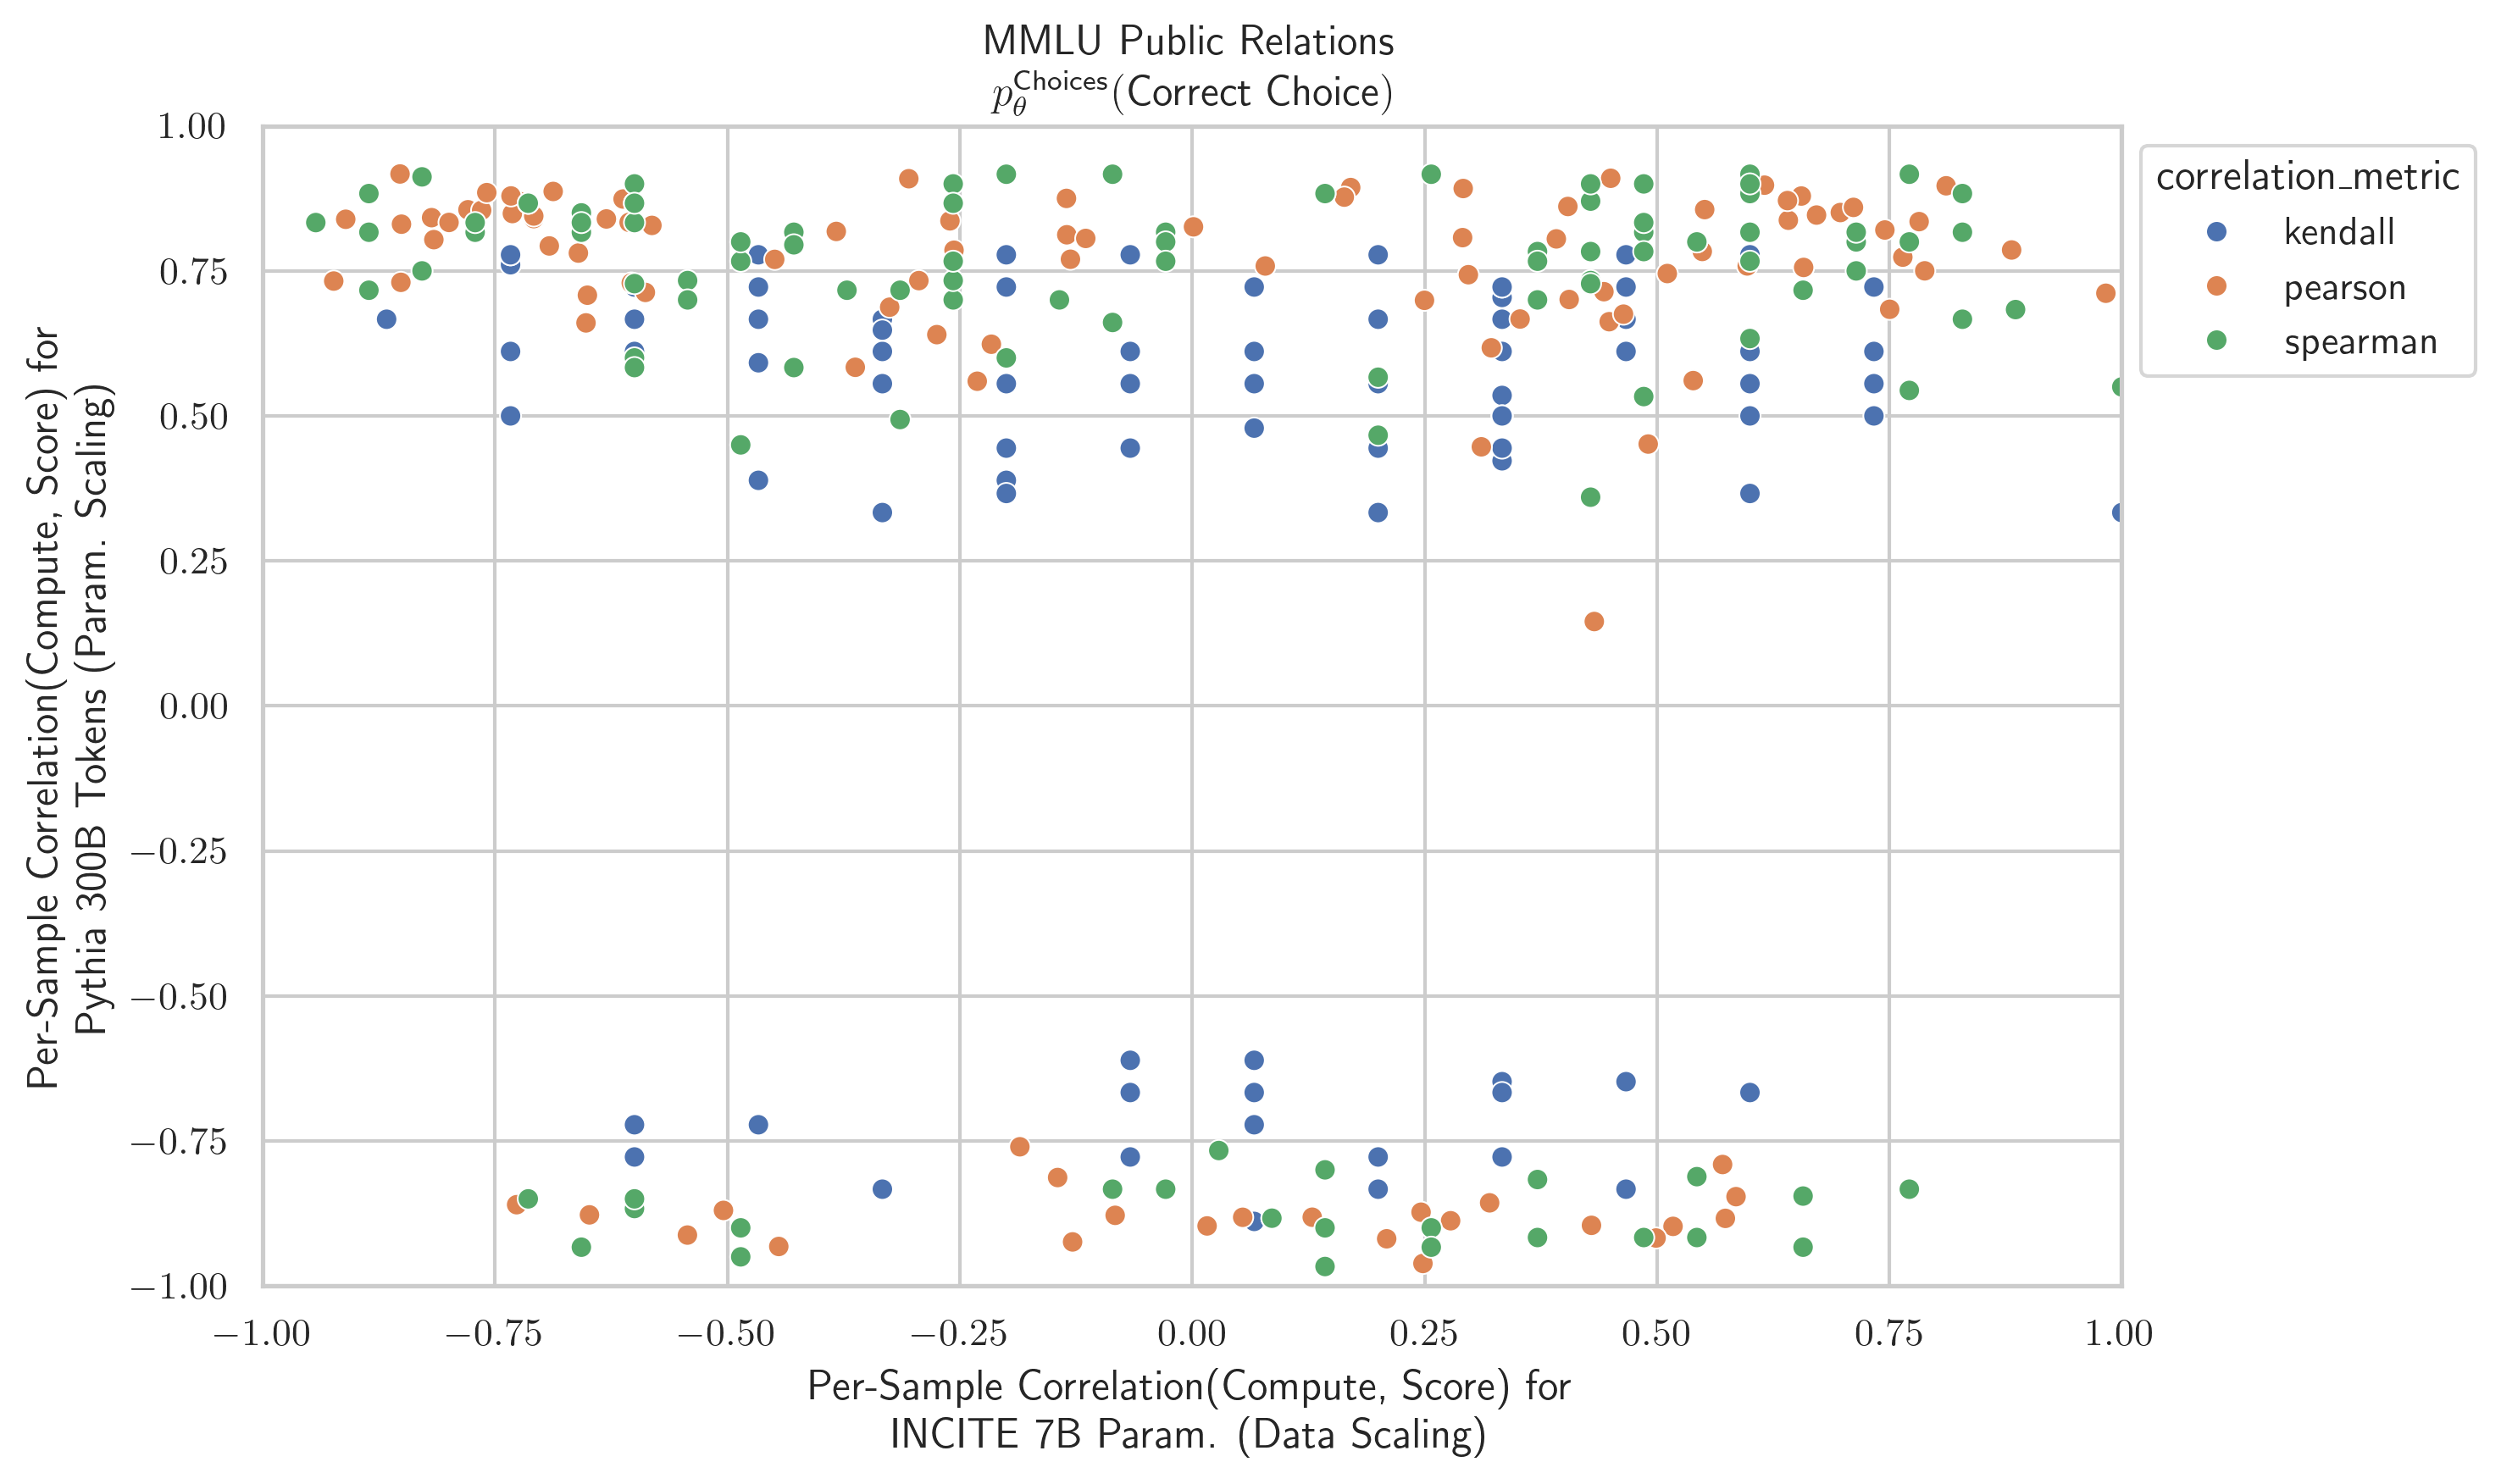 MMLU Public Relations
p_θ^Choices(Correct Choice)
Per-Sample Correlation(Compute, Score) for
Pythia 300B Tokens (Param. Scaling)
1.00
0.75
0.50
0.25
0.00
−0.25
−0.50
−0.75
−1.00
−1.00
−0.75
−0.50
−0.25
0.00
0.25
0.50
0.75
1.00
Per-Sample Correlation(Compute, Score) for
INCITE 7B Param. (Data Scaling)
correlation_metric
kendall
pearson
spearman